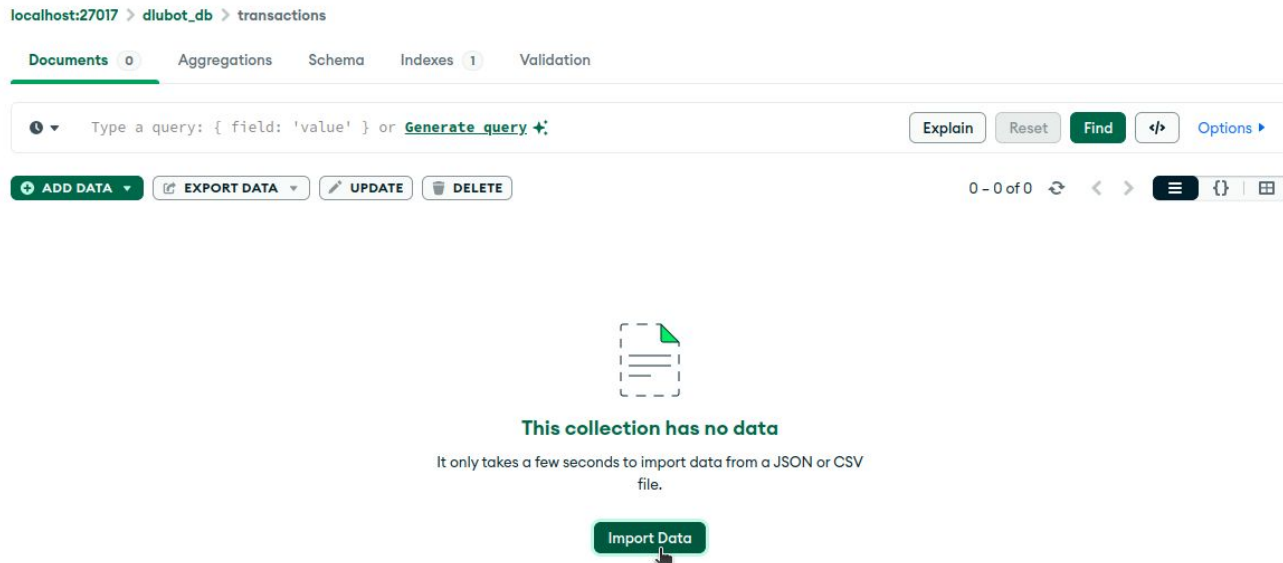 localhost:27017 > dlubot_db > transactions
Documents 0 Aggregations Schema Indexes 1 Validation
Type a query: { field: 'value' } or Generate query Explain Reset Find </> Options
ADD DATA EXPORT DATA UPDATE DELETE 0 – 0 of 0 {}
This collection has no data
It only takes a few seconds to import data from a JSON or CSV
file.
Import Data